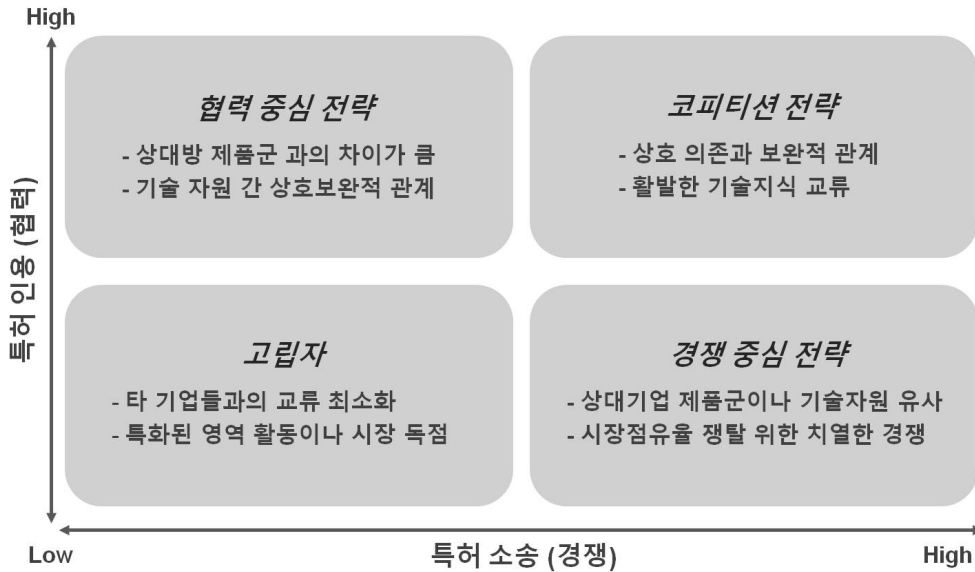 High
협력 중심 전략
- 상대방 제품군 과의 차이가 큼
- 기술 자원 간 상호보완적 관계
코피티션 전략
- 상호 의존과 보완적 관계
- 활발한 기술지식 교류
특허 인용 (협력)
고립자
- 타 기업들과의 교류 최소화
- 특화된 영역 활동이나 시장 독점
경쟁 중심 전략
- 상대기업 제품군이나 기술자원 유사
- 시장점유율 쟁탈 위한 치열한 경쟁
Low
특허 소송 (경쟁)
High